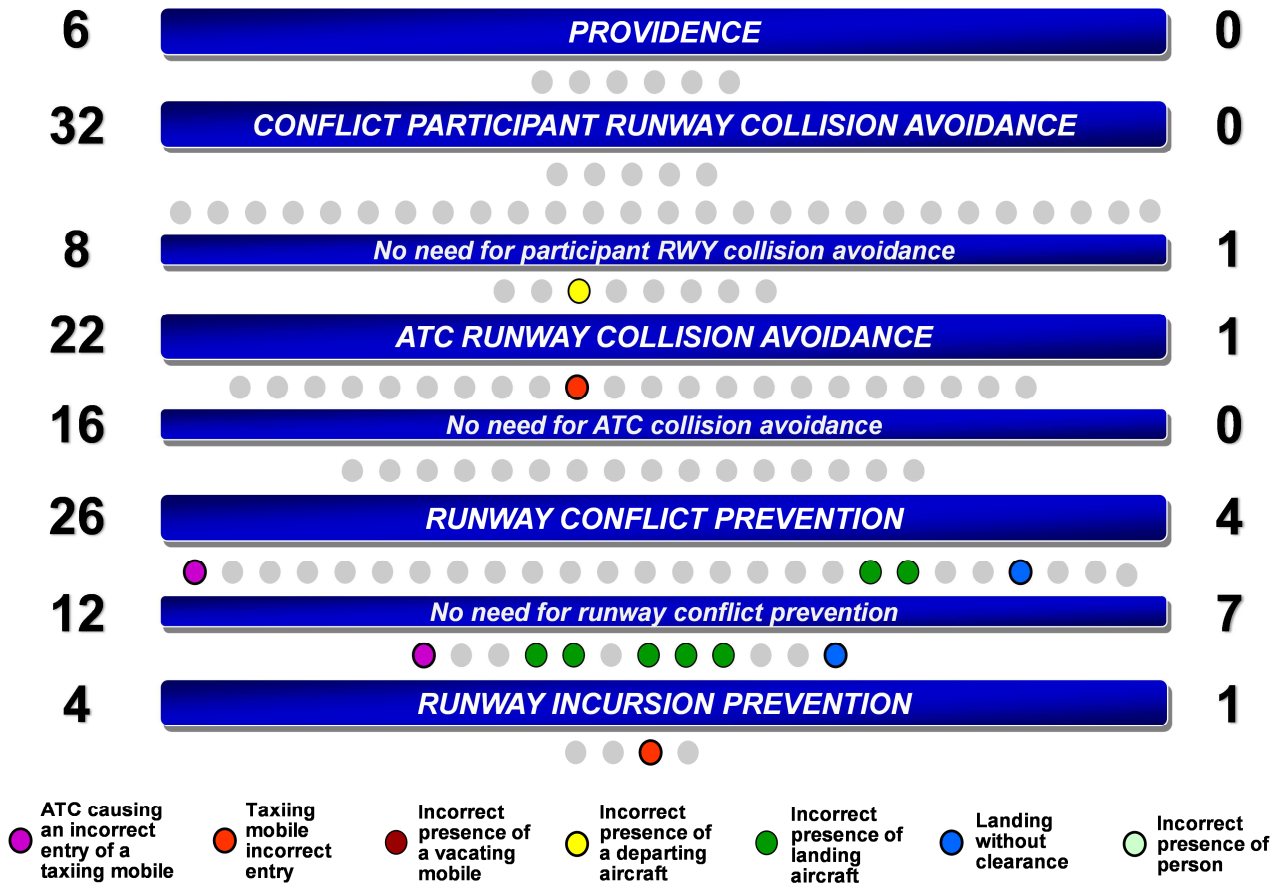 6 PROVIDENCE 0
32 CONFLICT PARTICIPANT RUNWAY COLLISION AVOIDANCE 0
8 No need for participant RWY collision avoidance 1
22 ATC RUNWAY COLLISION AVOIDANCE 1
16 No need for ATC collision avoidance 0
26 RUNWAY CONFLICT PREVENTION 4
12 No need for runway conflict prevention 7
4 RUNWAY INCURSION PREVENTION 1
ATC causing
an incorrect
entry of a
taxiing mobile
Taxiing
mobile
incorrect
entry
Incorrect
presence of
a vacating
mobile
Incorrect
presence of
a departing
aircraft
Incorrect
presence of
landing
aircraft
Landing
without
clearance
Incorrect
presence of
person